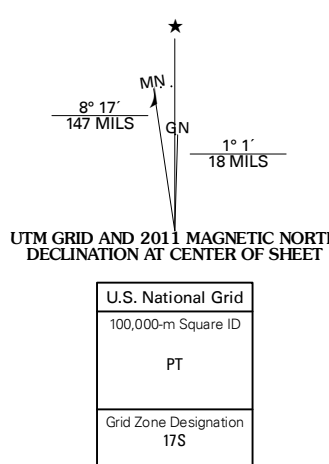 ★
MN
8° 17´
147 MILS
GN
1° 1´
18 MILS
UTM GRID AND 2011 MAGNETIC NORT
DECLINATION AT CENTER OF SHEET
U.S. National Grid
100,000-m Square ID
PT
Grid Zone Designation
17S